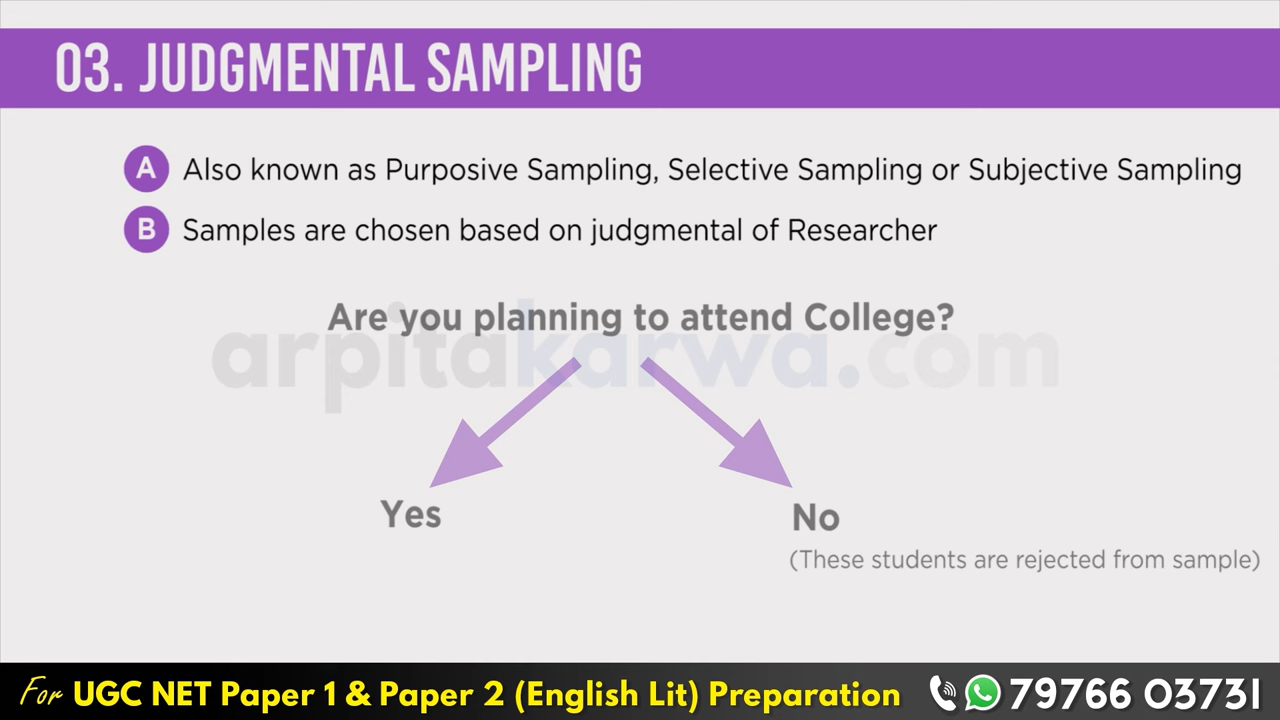 03. JUDGMENTAL SAMPLING
A Also known as Purposive Sampling, Selective Sampling or Subjective Sampling
B Samples are chosen based on judgmental of Researcher
Are you planning to attend College?
arpitakarwa.com
Yes
No
(These students are rejected from sample)
For UGC NET Paper 1 & Paper 2 (English Lit) Preparation 79766 03731